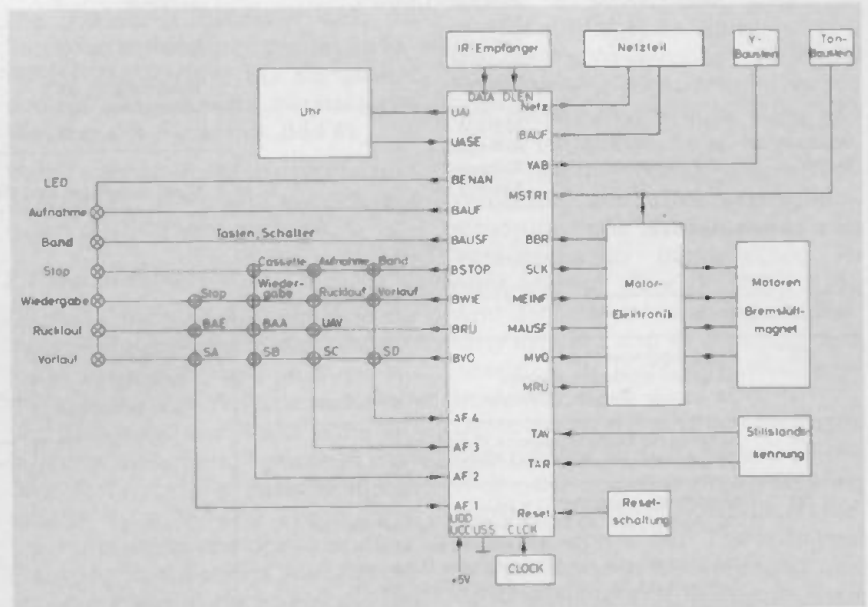 IR-Empfänger
Netzteil
Y-
Baustein
Ton-
Baustein
Uhr
DATA DLEN
UAI
UASE
BENAN
BAUF
BAUSF
BSTOP
BWIE
BRÜ
BVO
AF 4
AF 3
AF 2
AF 1
UDD
UCC USS CLCK
Netz
BAUF
YAB
MSTRT
BBR
SLK
MEINF
MAUSF
MVO
MRÜ
TAV
TAR
Reset
LED
Aufnahme
Band
Stop
Wiedergabe
Rücklauf
Vorlauf
Tasten, Schalter
Cassette Aufnahme Band
Stop Wieder-
gabe Rücklauf Vorlauf
BAE BAA UAV
SA SB SC SD
Motor-
Elektronik
Motoren
Bremslüft-
magnet
Stillstands
kennung
Reset-
schaltung
+5V
CLOCK